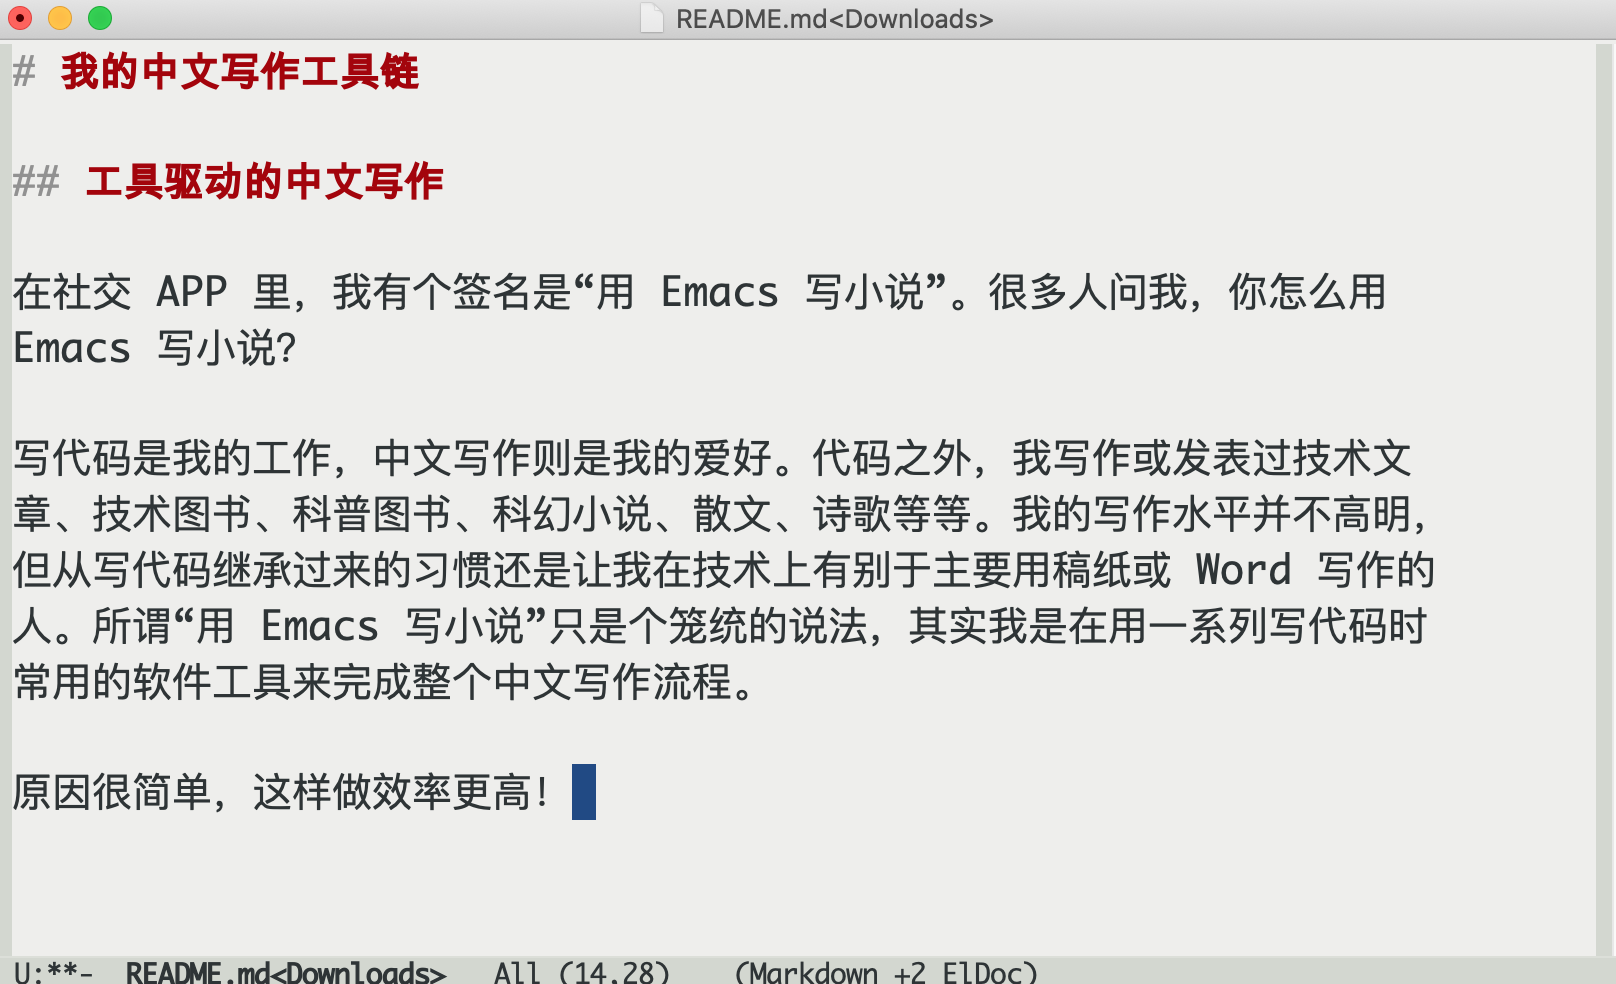 README.md<Downloads>
# 我的中文写作工具链
## 工具驱动的中文写作
在社交 APP 里，我有个签名是“用 Emacs 写小说”。很多人问我，你怎么用
Emacs 写小说？
写代码是我的工作，中文写作则是我的爱好。代码之外，我写作或发表过技术文
章、技术图书、科普图书、科幻小说、散文、诗歌等等。我的写作水平并不高明，
但从写代码继承过来的习惯还是让我在技术上有别于主要用稿纸或 Word 写作的
人。所谓“用 Emacs 写小说”只是个笼统的说法，其实我是在用一系列写代码时
常用的软件工具来完成整个中文写作流程。
原因很简单，这样做效率更高！
U:**-  README.md<Downloads>   All (14,28)    (Markdown +2 ElDoc)